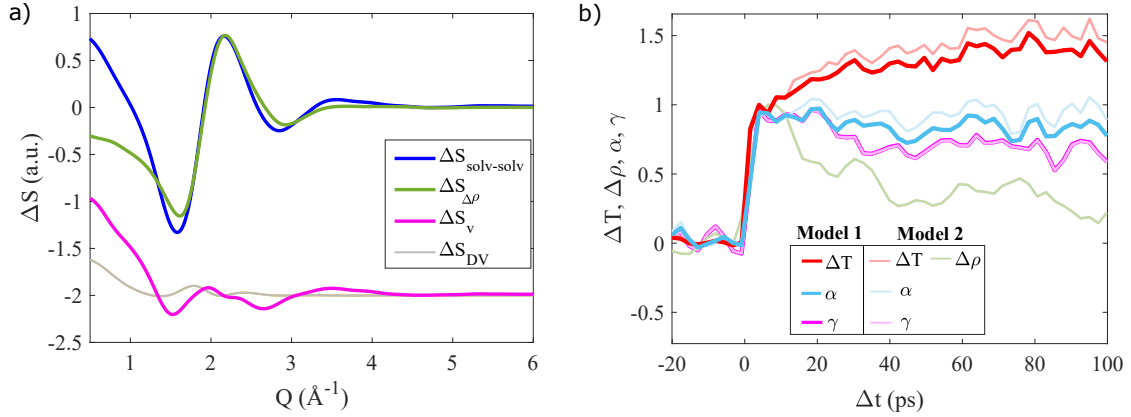 a)
1
0.5
0
-0.5
-1
-1.5
-2
-2.5
ΔS (a.u.)
ΔS_solv-solv
ΔS_Δρ
ΔS_v
ΔS_DV
1 2 3 4 5 6
Q (Å⁻¹)
b)
1.5
1
0.5
0
-0.5
ΔT, Δρ, α, γ
Model 1 Model 2
ΔT ΔT Δρ
α α
γ γ
-20 0 20 40 60 80 100
Δt (ps)